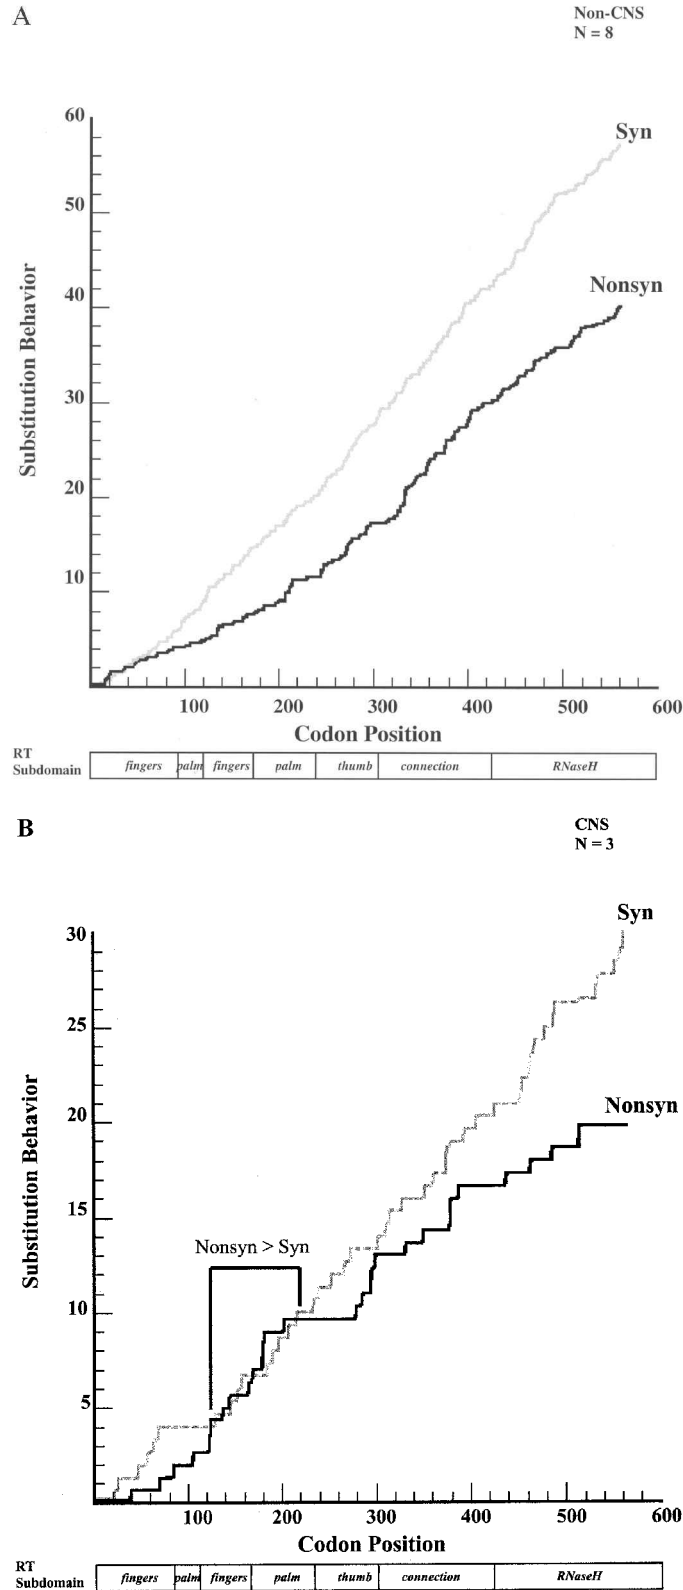 A
Non-CNS
N = 8
60
50
40
30
20
10
Substitution Behavior
Syn
Nonsyn
100 200 300 400 500 600
Codon Position
RT
Subdomain
fingers palm fingers palm thumb connection RNaseH
B
CNS
N = 3
30
25
20
15
10
5
Substitution Behavior
Syn
Nonsyn
Nonsyn > Syn
100 200 300 400 500 600
Codon Position
RT
Subdomain
fingers palm fingers palm thumb connection RNaseH